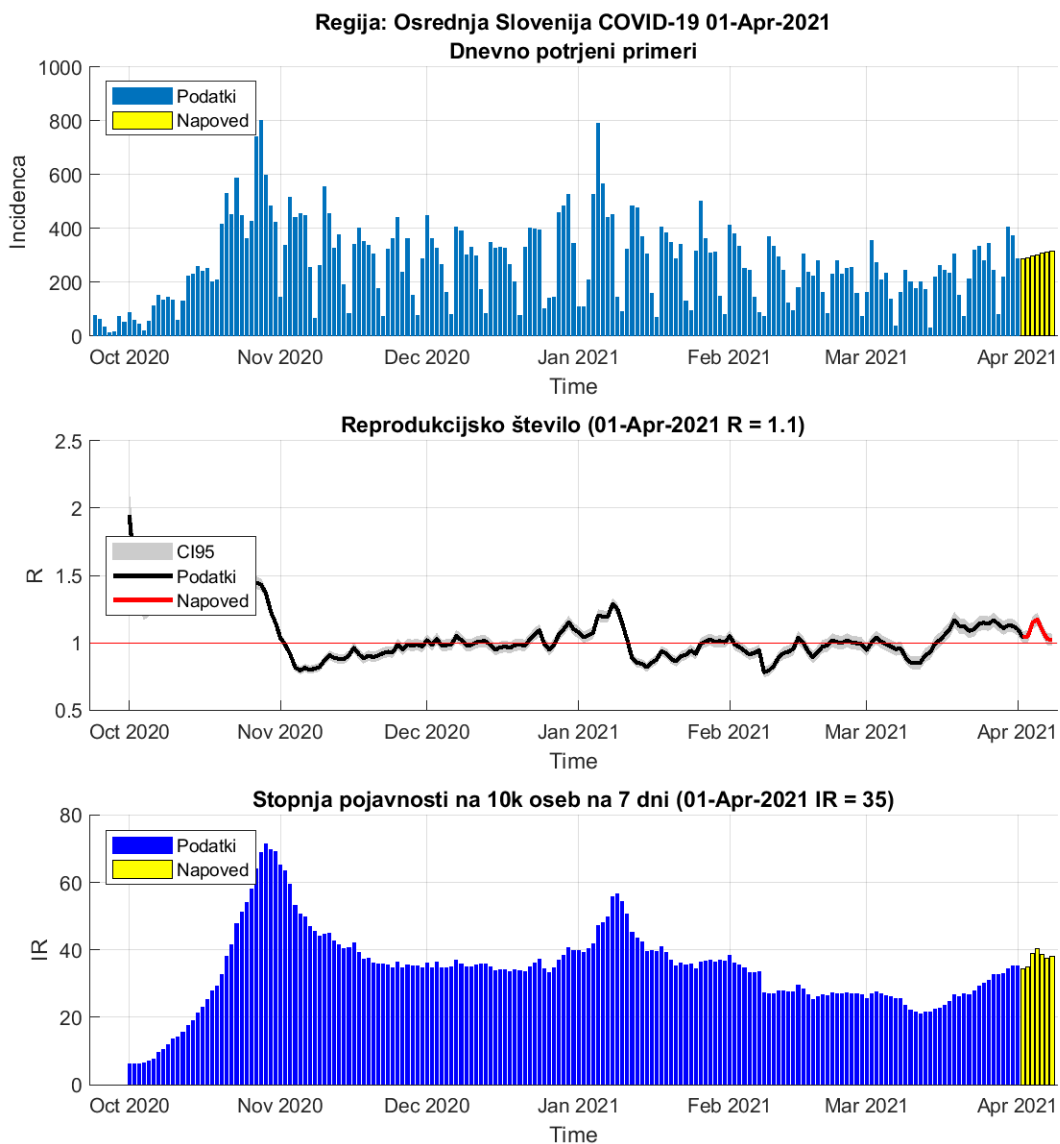 Regija: Osrednja Slovenija COVID-19 01-Apr-2021
Dnevno potrjeni primeri
1000
800
600
400
200
0
Incidenca
Podatki
Napoved
Oct 2020 Nov 2020 Dec 2020 Jan 2021 Feb 2021 Mar 2021 Apr 2021
Time
Reprodukcijsko število (01-Apr-2021 R = 1.1)
2.5
2
1.5
1
0.5
R
CI95
Podatki
Napoved
Oct 2020 Nov 2020 Dec 2020 Jan 2021 Feb 2021 Mar 2021 Apr 2021
Time
Stopnja pojavnosti na 10k oseb na 7 dni (01-Apr-2021 IR = 35)
80
60
40
20
0
IR
Podatki
Napoved
Oct 2020 Nov 2020 Dec 2020 Jan 2021 Feb 2021 Mar 2021 Apr 2021
Time